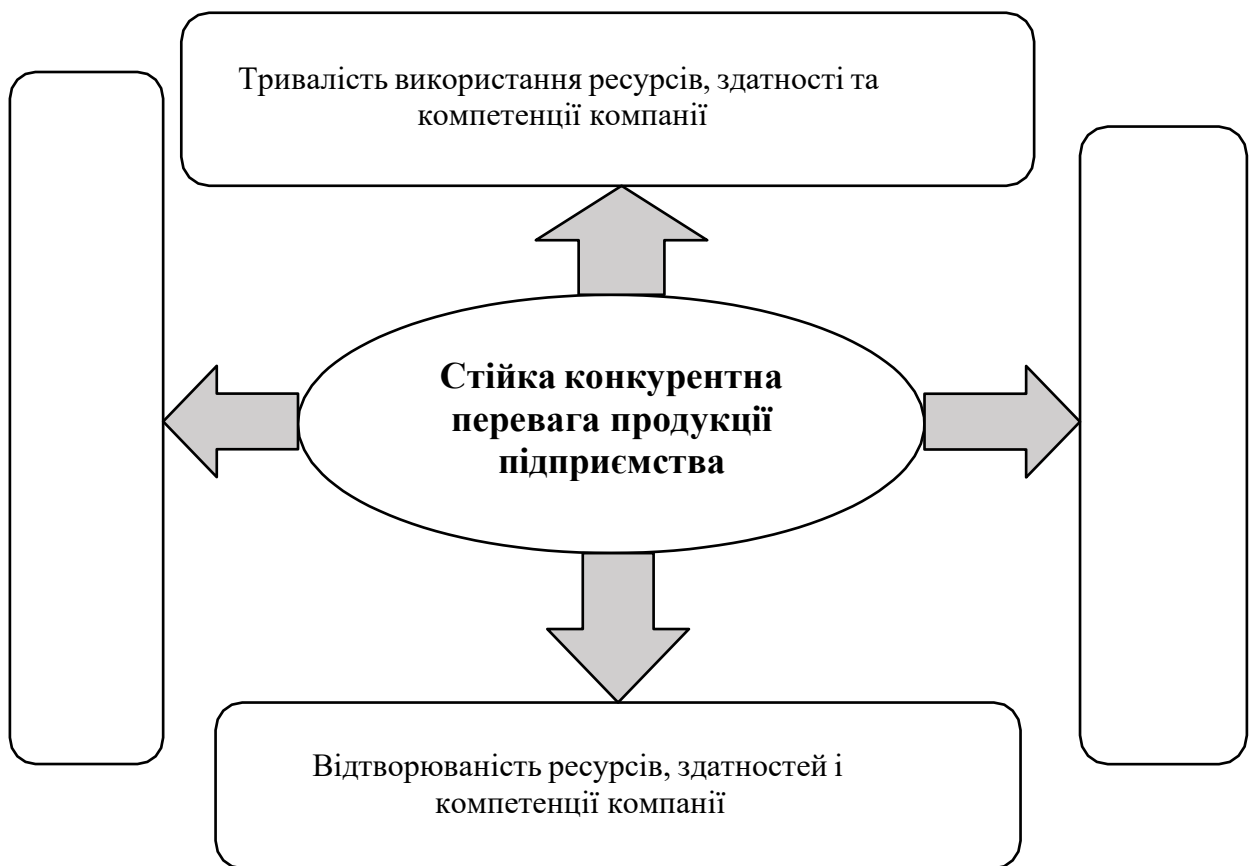 Тривалість використання ресурсів, здатності та
компетенції компанії
Стійка конкурентна
перевага продукції
підприємства
Відтворюваність ресурсів, здатностей і
компетенції компанії